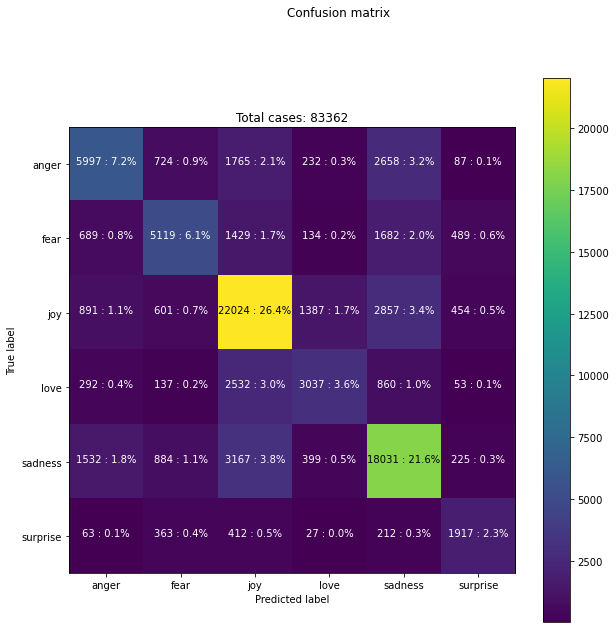 Confusion matrix
Total cases: 83362
True label
anger 5997 : 7.2% 724 : 0.9% 1765 : 2.1% 232 : 0.3% 2658 : 3.2% 87 : 0.1%
fear 689 : 0.8% 5119 : 6.1% 1429 : 1.7% 134 : 0.2% 1682 : 2.0% 489 : 0.6%
joy 891 : 1.1% 601 : 0.7% 22024 : 26.4% 1387 : 1.7% 2857 : 3.4% 454 : 0.5%
love 292 : 0.4% 137 : 0.2% 2532 : 3.0% 3037 : 3.6% 860 : 1.0% 53 : 0.1%
sadness 1532 : 1.8% 884 : 1.1% 3167 : 3.8% 399 : 0.5% 18031 : 21.6% 225 : 0.3%
surprise 63 : 0.1% 363 : 0.4% 412 : 0.5% 27 : 0.0% 212 : 0.3% 1917 : 2.3%
anger fear joy love sadness surprise
Predicted label
20000
17500
15000
12500
10000
7500
5000
2500